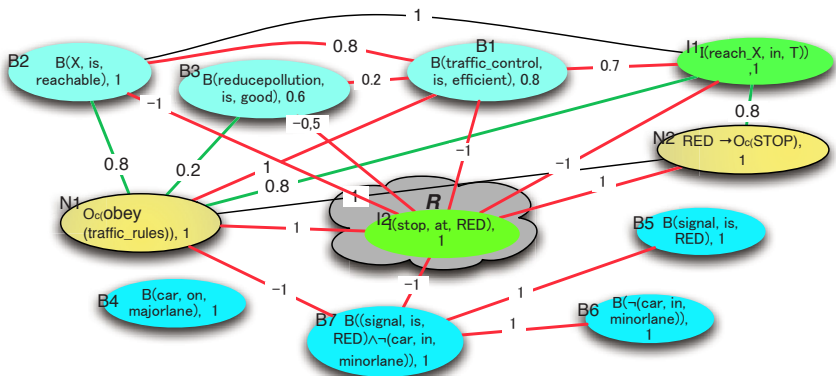 1
B2
B(X, is,
reachable), 1
0.8
B1
B(traffic_control,
is, efficient), 0.8
I1
I(reach_X, in, T))
,1
B3
B(reducepollution,
is, good), 0.6
0.2
0.7
−1
−0,5
0.8
−1
N2
RED →Oc(STOP),
1
0.8
0.2
1
0.8
−1
1
1
N1
Oc(obey
(traffic_rules)), 1
R
I2
I(stop, at, RED),
1
1
B5
B(signal, is,
RED), 1
B4
B(car, on,
majorlane), 1
−1
−1
1
B7
B((signal, is,
RED)∧¬(car, in,
minorlane)), 1
1
B6
B(¬(car, in,
minorlane)),
1